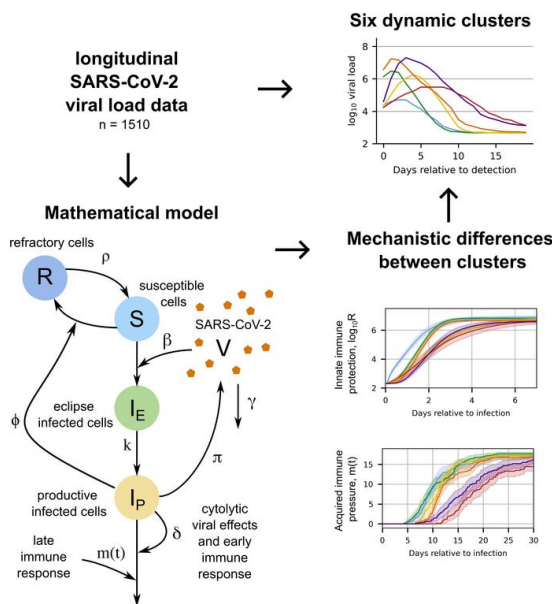 longitudinal
SARS-CoV-2
viral load data
n = 1510
Six dynamic clusters
log₁₀ viral load
8
6
4
2
0 5 10 15
Days relative to detection
Mathematical model
refractory cells
R
ρ
susceptible
cells
S
SARS-CoV-2
V
β
γ
eclipse
infected cells
I_E
k
ϕ
π
productive
infected cells
I_P
δ
cytolytic
viral effects
and early
immune
response
late
immune
response
m(t)
Mechanistic differences
between clusters
Innate immune
protection, log₁₀R
6
4
2
0 2 4 6
Days relative to infection
Acquired immune
pressure, m(t)
15
10
5
0
0 5 10 15 20 25 30
Days relative to infection